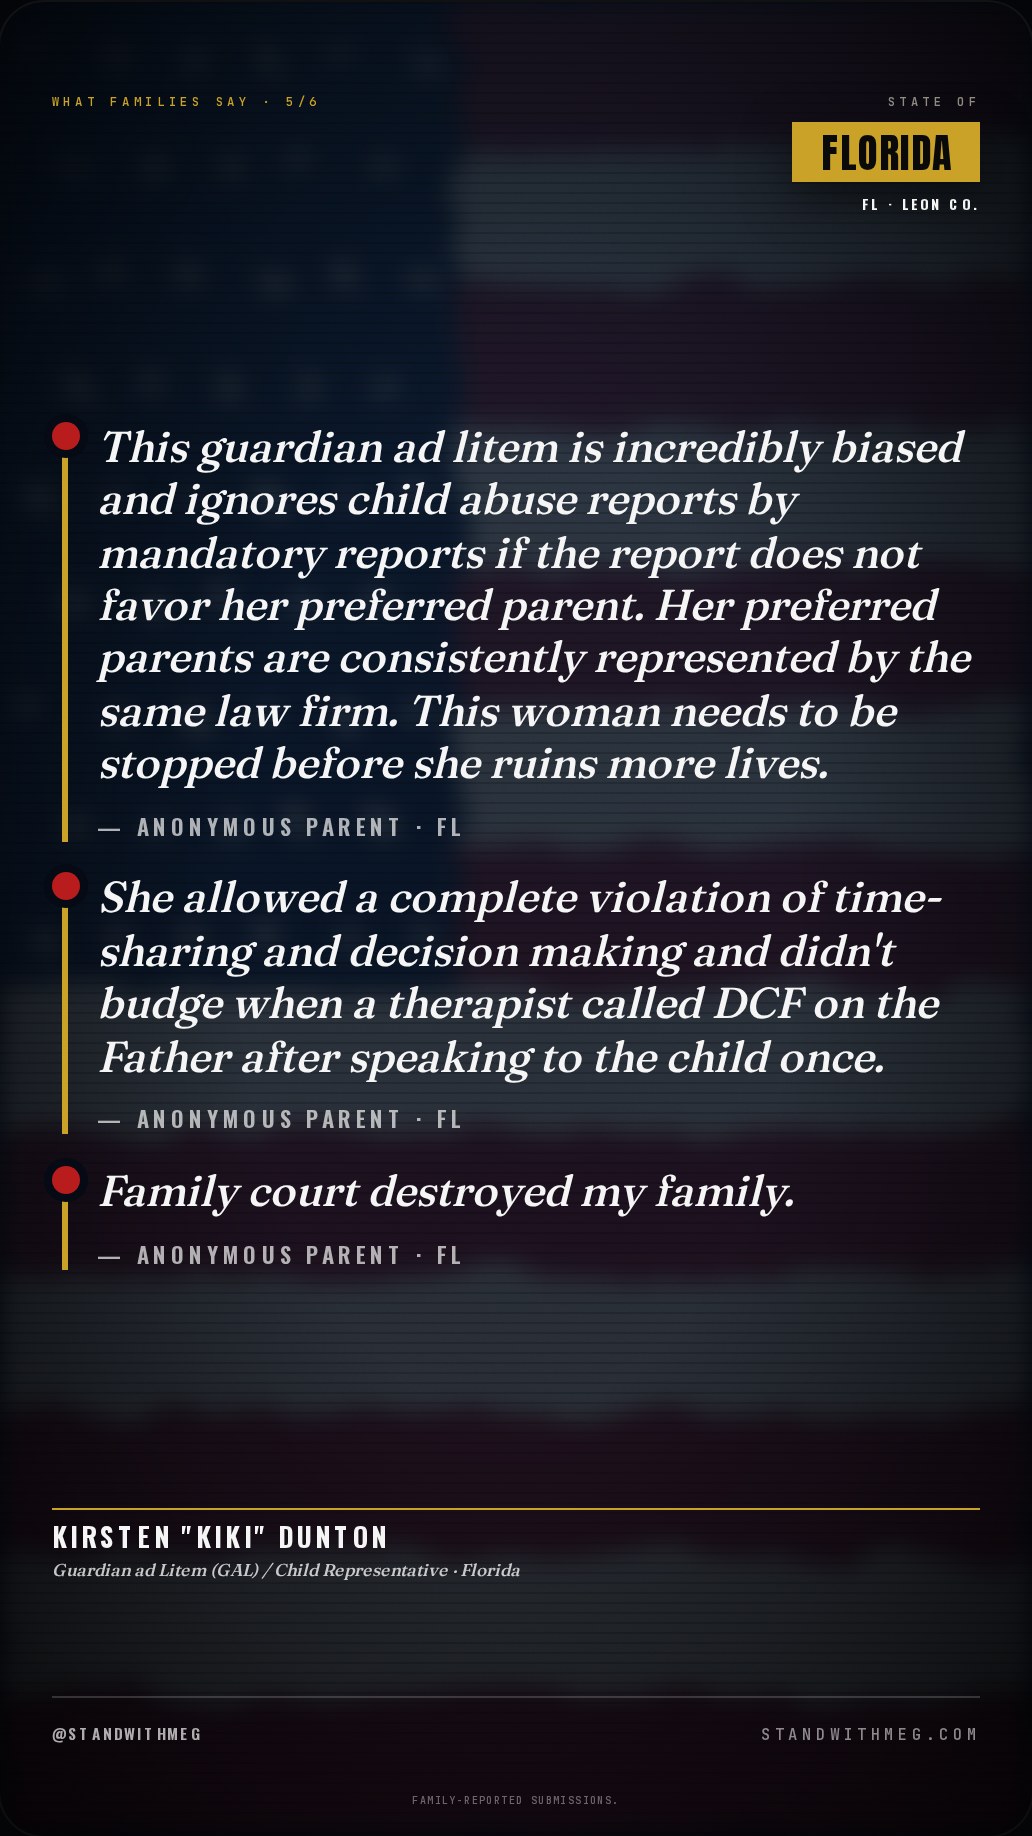 WHAT FAMILIES SAY · 5/6
STATE OF
FLORIDA
FL · LEON CO.
This guardian ad litem is incredibly biased
and ignores child abuse reports by
mandatory reports if the report does not
favor her preferred parent. Her preferred
parents are consistently represented by the
same law firm. This woman needs to be
stopped before she ruins more lives.
— ANONYMOUS PARENT · FL
She allowed a complete violation of time-
sharing and decision making and didn't
budge when a therapist called DCF on the
Father after speaking to the child once.
— ANONYMOUS PARENT · FL
Family court destroyed my family.
— ANONYMOUS PARENT · FL
KIRSTEN "KIKI" DUNTON
Guardian ad Litem (GAL) / Child Representative · Florida
@STANDWITHMEG
STANDWITHMEG.COM
FAMILY-REPORTED SUBMISSIONS.